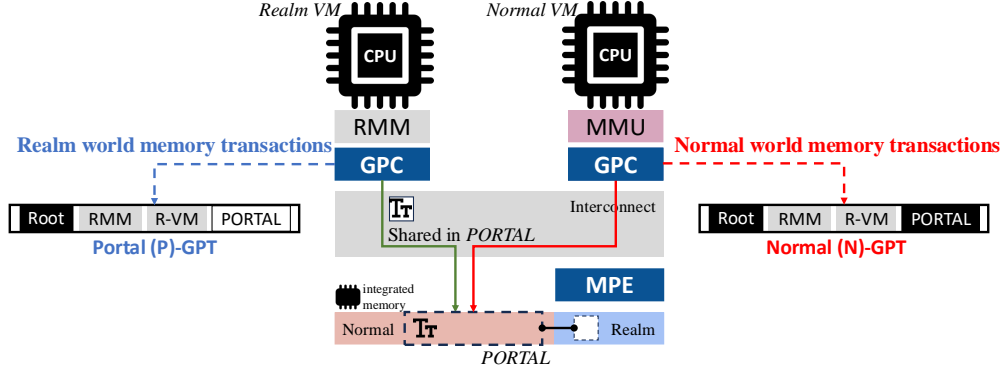 Realm VM
Normal VM
CPU
CPU
RMM
MMU
Realm world memory transactions
GPC
GPC
Normal world memory transactions
Root RMM R-VM PORTAL
Portal (P)-GPT
TT
Interconnect
Shared in PORTAL
Root RMM R-VM PORTAL
Normal (N)-GPT
MPE
integrated
memory
Normal TT Realm
PORTAL